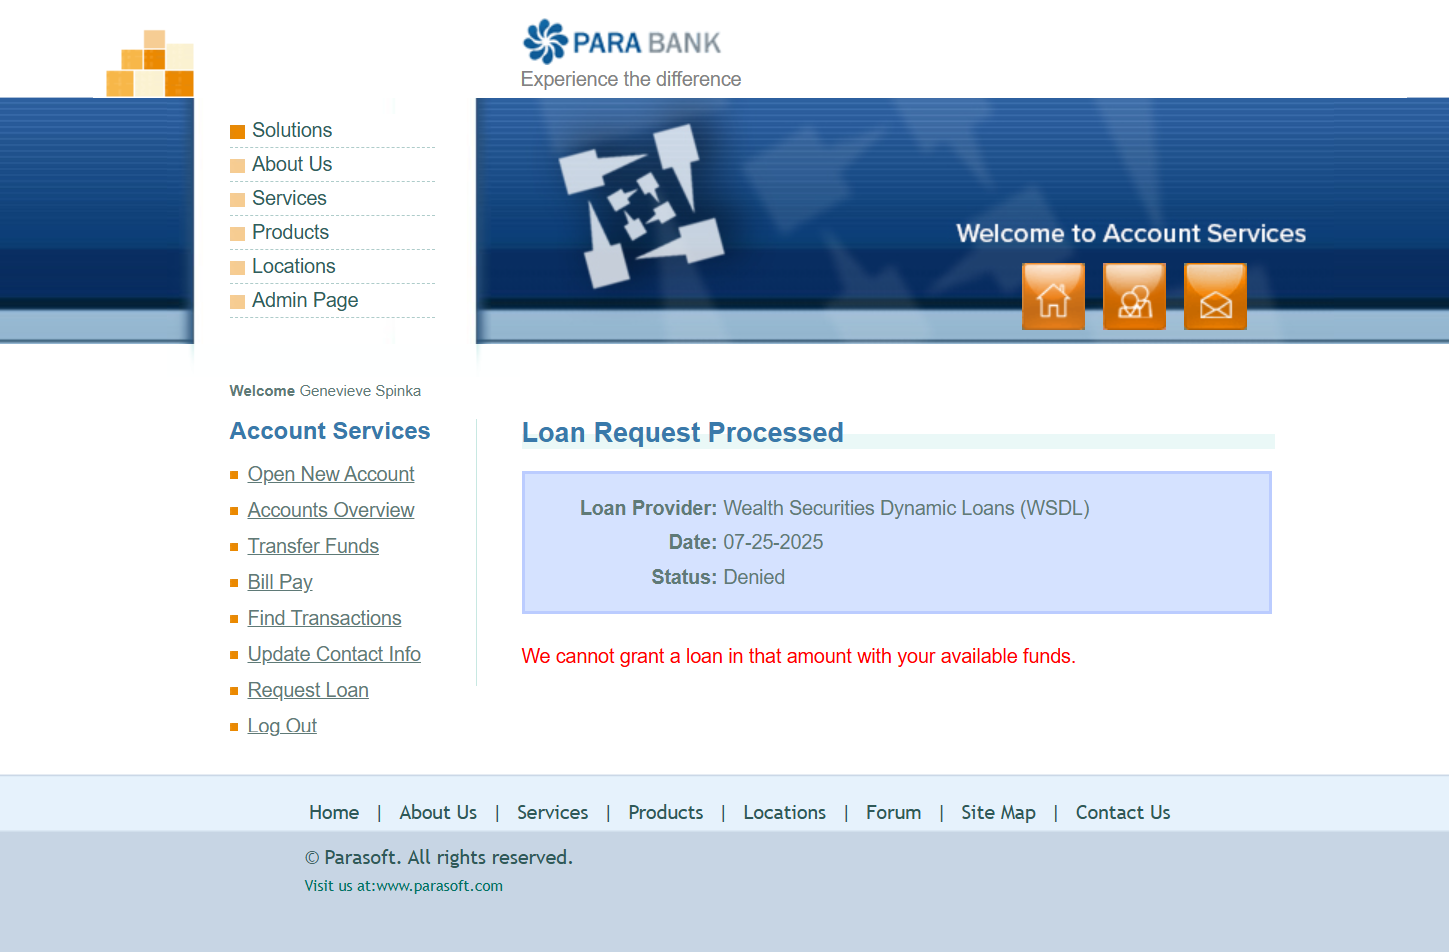 PARA BANK
Experience the difference
Solutions
About Us
Services
Products
Locations
Admin Page
Welcome to Account Services
Welcome Genevieve Spinka
Account Services
Open New Account
Accounts Overview
Transfer Funds
Bill Pay
Find Transactions
Update Contact Info
Request Loan
Log Out
Loan Request Processed
Loan Provider: Wealth Securities Dynamic Loans (WSDL)
Date: 07-25-2025
Status: Denied
We cannot grant a loan in that amount with your available funds.
Home | About Us | Services | Products | Locations | Forum | Site Map | Contact Us
© Parasoft. All rights reserved.
Visit us at:www.parasoft.com